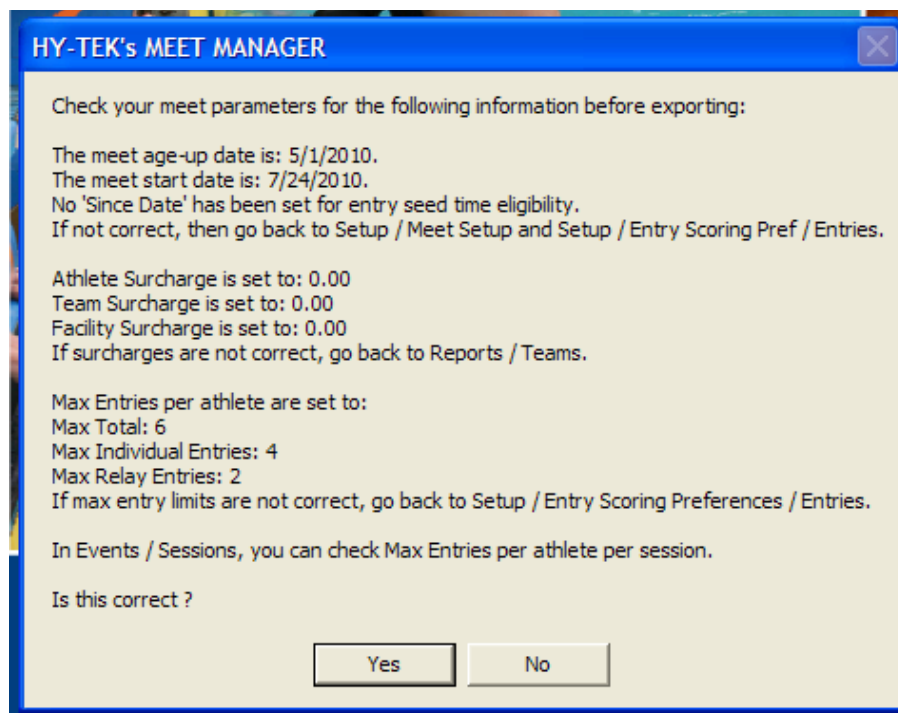 HY-TEK's MEET MANAGER
Check your meet parameters for the following information before exporting:
The meet age-up date is: 5/1/2010.
The meet start date is: 7/24/2010.
No 'Since Date' has been set for entry seed time eligibility.
If not correct, then go back to Setup / Meet Setup and Setup / Entry Scoring Pref / Entries.
Athlete Surcharge is set to: 0.00
Team Surcharge is set to: 0.00
Facility Surcharge is set to: 0.00
If surcharges are not correct, go back to Reports / Teams.
Max Entries per athlete are set to:
Max Total: 6
Max Individual Entries: 4
Max Relay Entries: 2
If max entry limits are not correct, go back to Setup / Entry Scoring Preferences / Entries.
In Events / Sessions, you can check Max Entries per athlete per session.
Is this correct ?
Yes
No